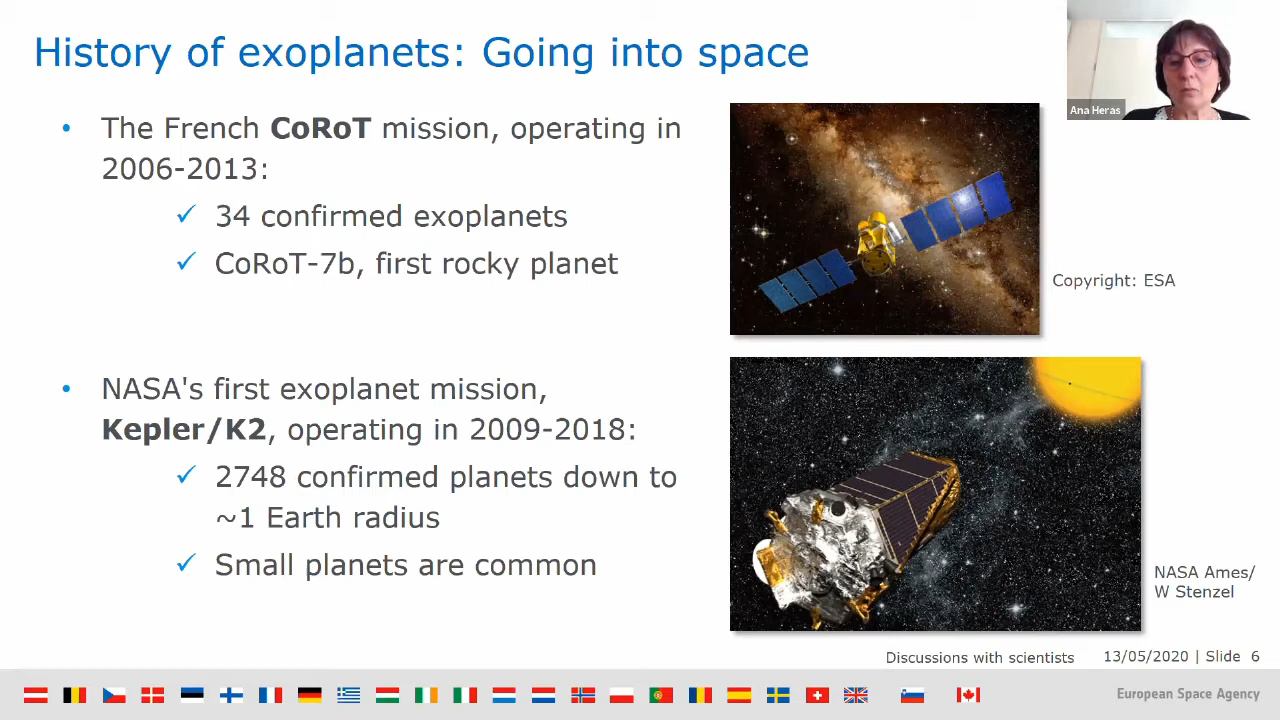 History of exoplanets: Going into space
Ana Heras
• The French CoRoT mission, operating in
2006-2013:
✓ 34 confirmed exoplanets
✓ CoRoT-7b, first rocky planet
Copyright: ESA
• NASA's first exoplanet mission,
Kepler/K2, operating in 2009-2018:
✓ 2748 confirmed planets down to
~1 Earth radius
✓ Small planets are common
NASA Ames/
W Stenzel
Discussions with scientists
13/05/2020 | Slide 6
European Space Agency